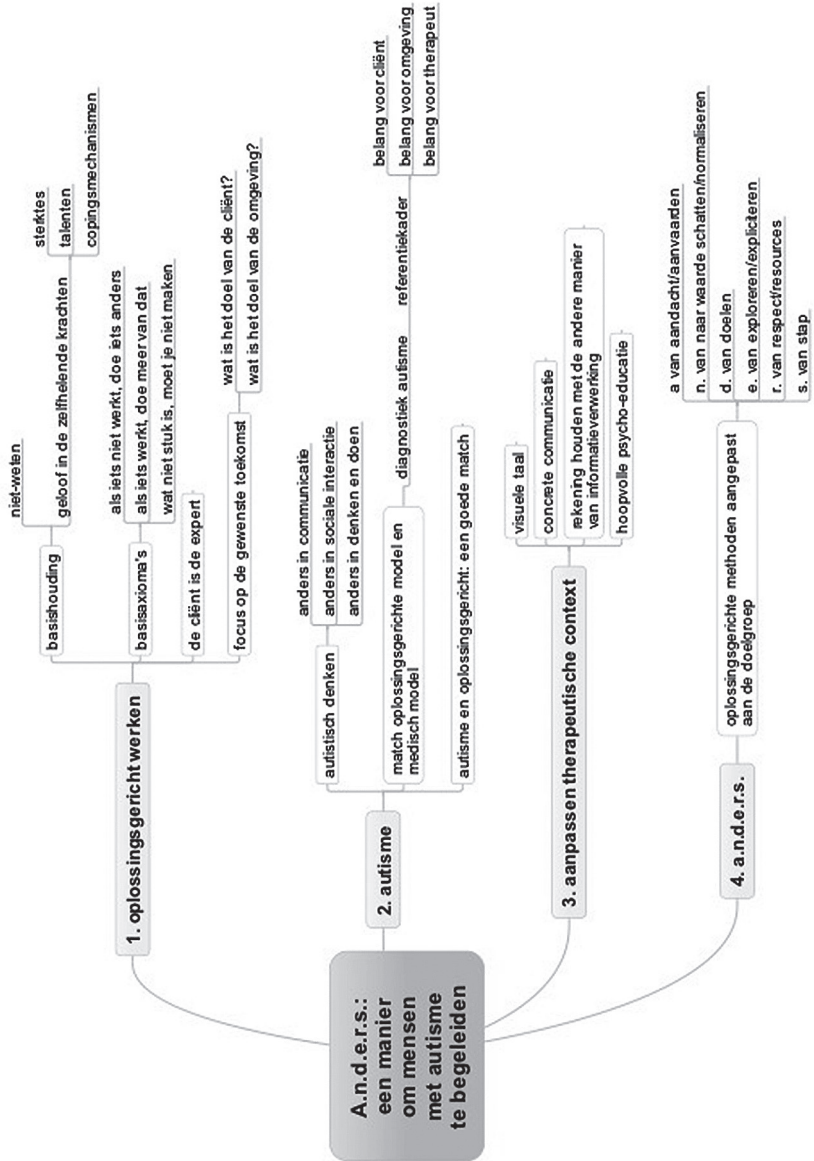 A.n.d.e.r.s.:
een manier
om mensen
met autisme
te begeleiden
1. oplossingsgericht werken
basishouding
niet-weten
geloof in de zelfhelende krachten
sterktes
talenten
copingsmechanismen
basisaxioma's
als iets niet werkt, doe iets anders
als iets werkt, doe meer van dat
wat niet stuk is, moet je niet maken
de cliënt is de expert
focus op de gewenste toekomst
wat is het doel van de cliënt?
wat is het doel van de omgeving?
2. autisme
autistisch denken
anders in communicatie
anders in sociale interactie
anders in denken en doen
match oplossingsgerichte model en
medisch model
diagnostiek autisme
referentiekader
belang voor cliënt
belang voor omgeving
belang voor therapeut
autisme en oplossingsgericht: een goede match
3. aanpassen therapeutische context
visuele taal
concrete communicatie
rekening houden met de andere manier
van informatieverwerking
hoopvolle psycho-educatie
4. a.n.d.e.r.s.
oplossingsgerichte methoden aangepast
aan de doelgroep
a van aandacht/aanvaarden
n. van naar waarde schatten/normaliseren
d. van doelen
e. van exploreren/expliciteren
r. van respect/resources
s. van stap